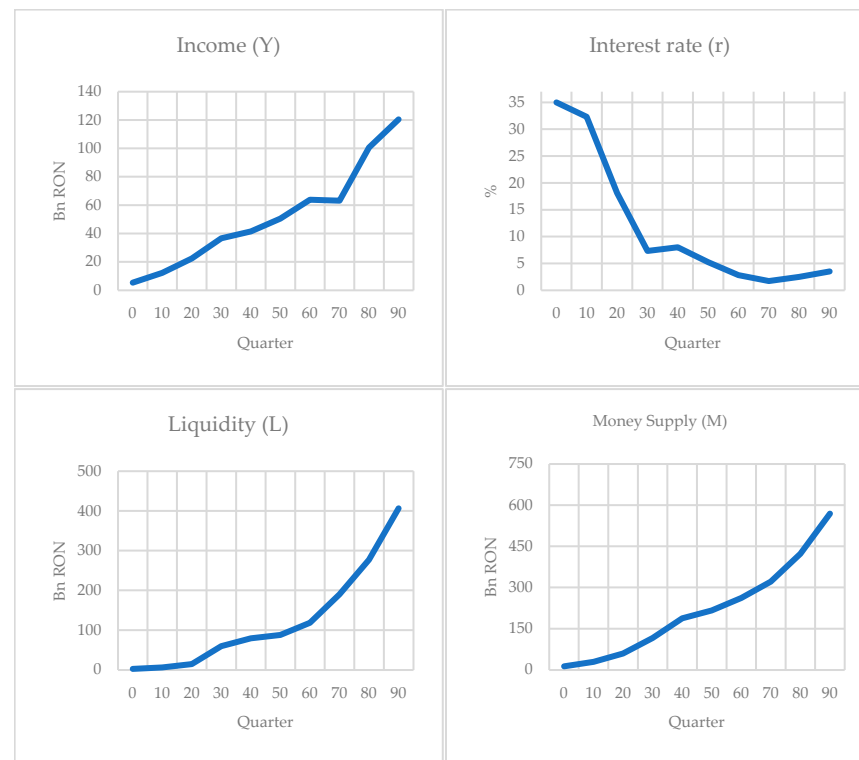 Income (Y)
140
120
100
80
60
40
20
0
Bn RON
0 10 20 30 40 50 60 70 80 90
Quarter
Interest rate (r)
35
30
25
20
15
10
5
0
%
0 10 20 30 40 50 60 70 80 90
Quarter
Liquidity (L)
500
400
300
200
100
0
Bn RON
0 10 20 30 40 50 60 70 80 90
Quarter
Money Supply (M)
750
600
450
300
150
0
Bn RON
0 10 20 30 40 50 60 70 80 90
Quarter